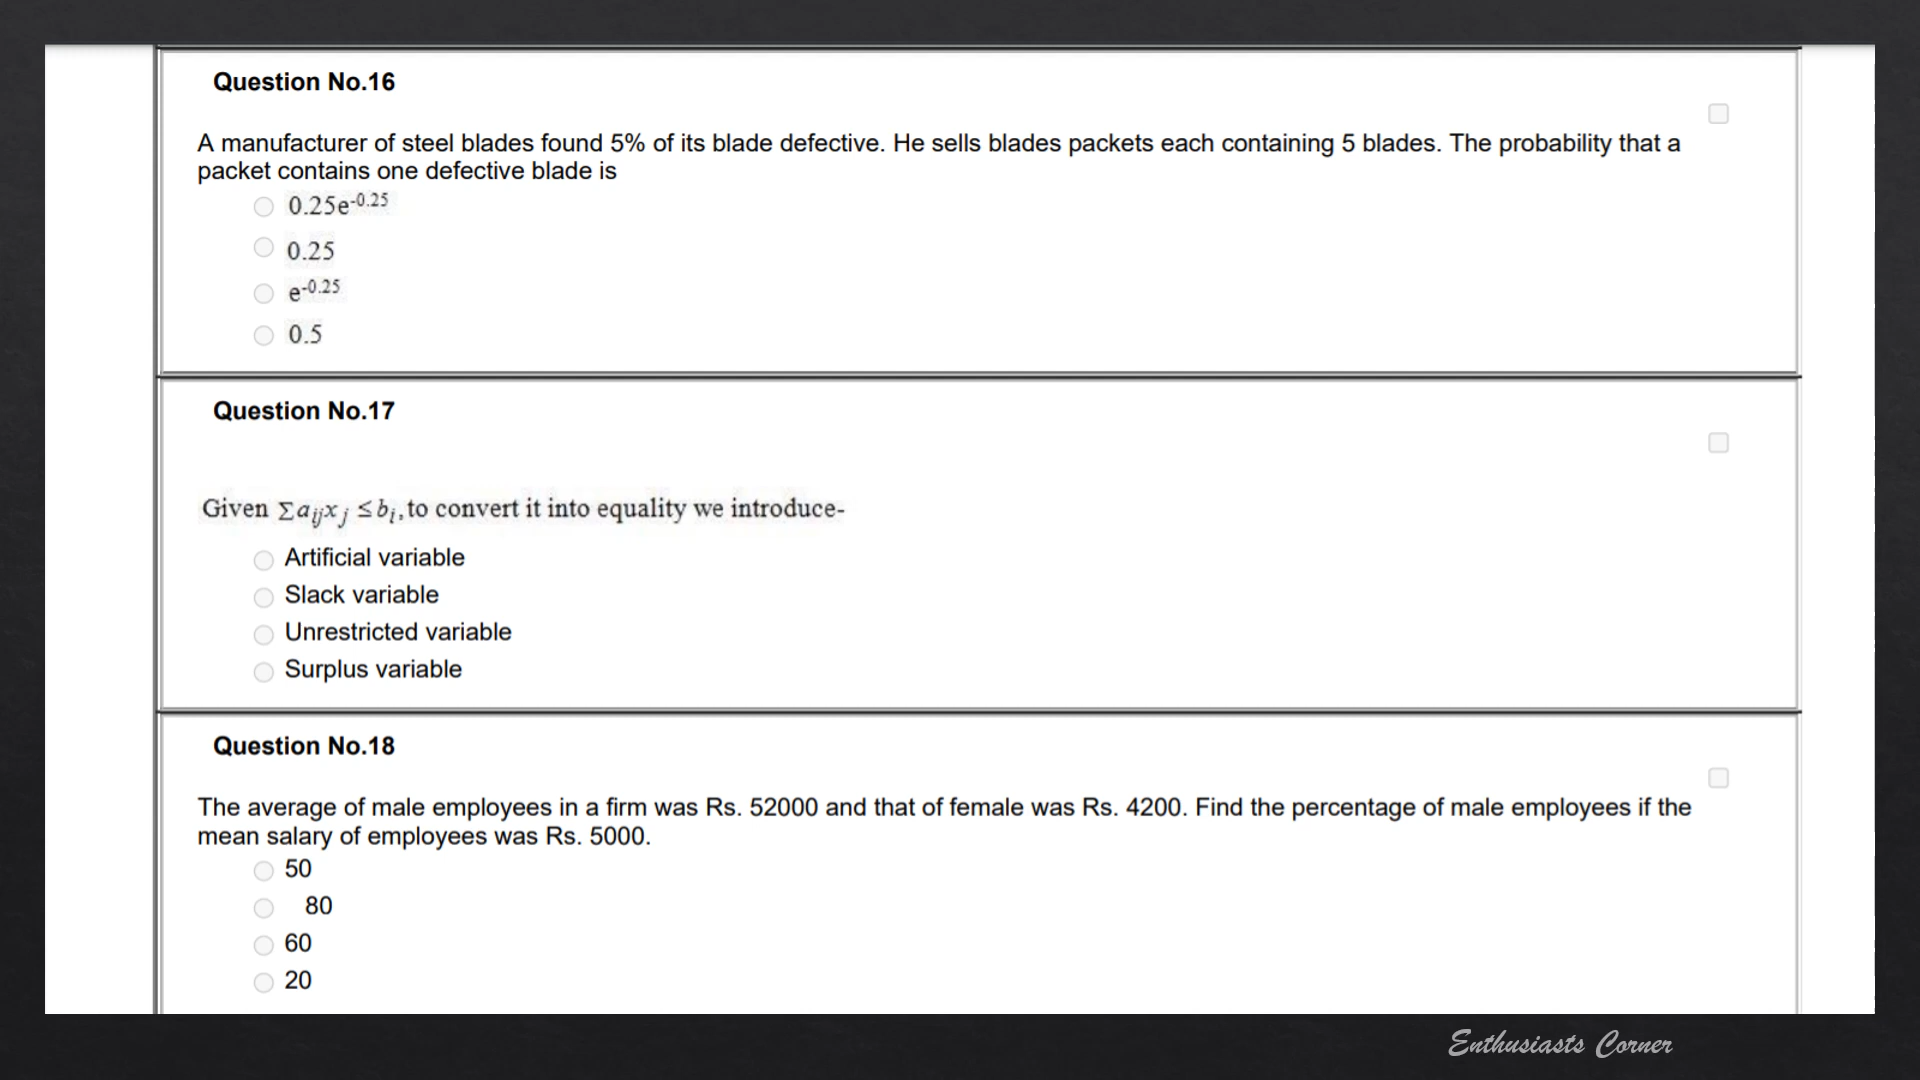 Question No.16
A manufacturer of steel blades found 5% of its blade defective. He sells blades packets each containing 5 blades. The probability that a
packet contains one defective blade is
0.25e^-0.25
0.25
e^-0.25
0.5
Question No.17
Given ∑a_ij x_j ≤ b_i, to convert it into equality we introduce-
Artificial variable
Slack variable
Unrestricted variable
Surplus variable
Question No.18
The average of male employees in a firm was Rs. 52000 and that of female was Rs. 4200. Find the percentage of male employees if the
mean salary of employees was Rs. 5000.
50
80
60
20
Enthusiasts Corner